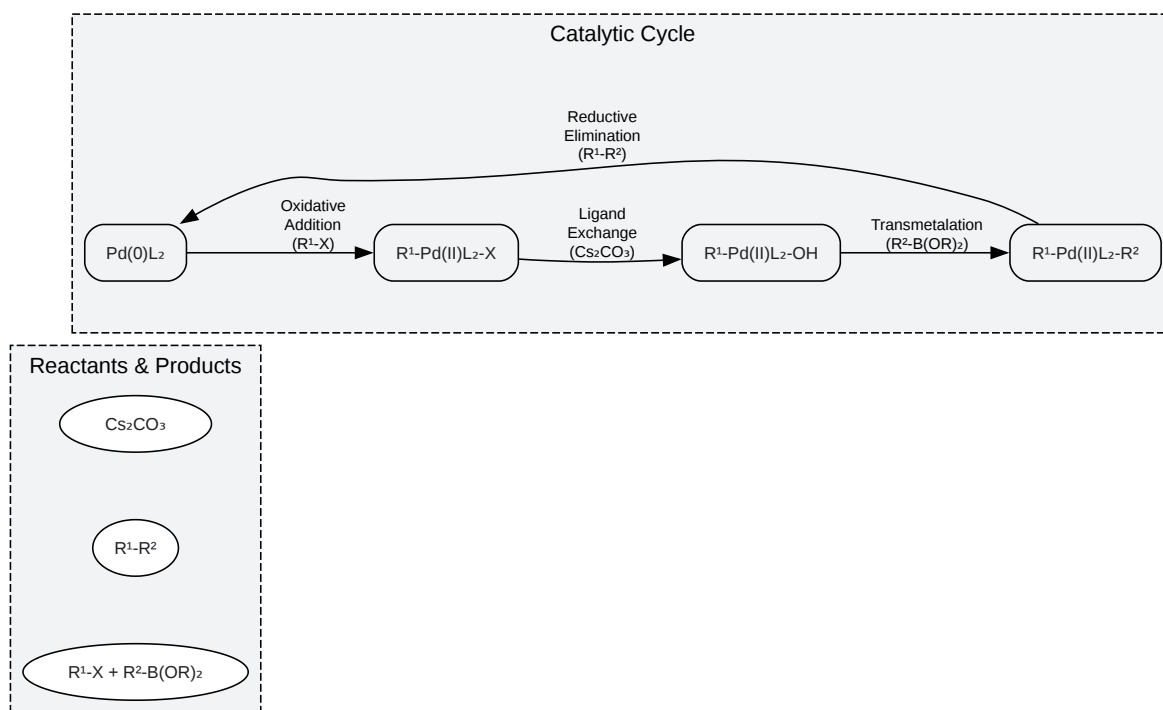 Catalytic Cycle
Reductive
Elimination
(R¹-R²)
Oxidative
Addition
(R¹-X)
Ligand
Exchange
(Cs₂CO₃)
Transmetalation
(R²-B(OR)₂)
Pd(0)L₂
R¹-Pd(II)L₂-X
R¹-Pd(II)L₂-OH
R¹-Pd(II)L₂-R²
Reactants & Products
Cs₂CO₃
R¹-R²
R¹-X + R²-B(OR)₂